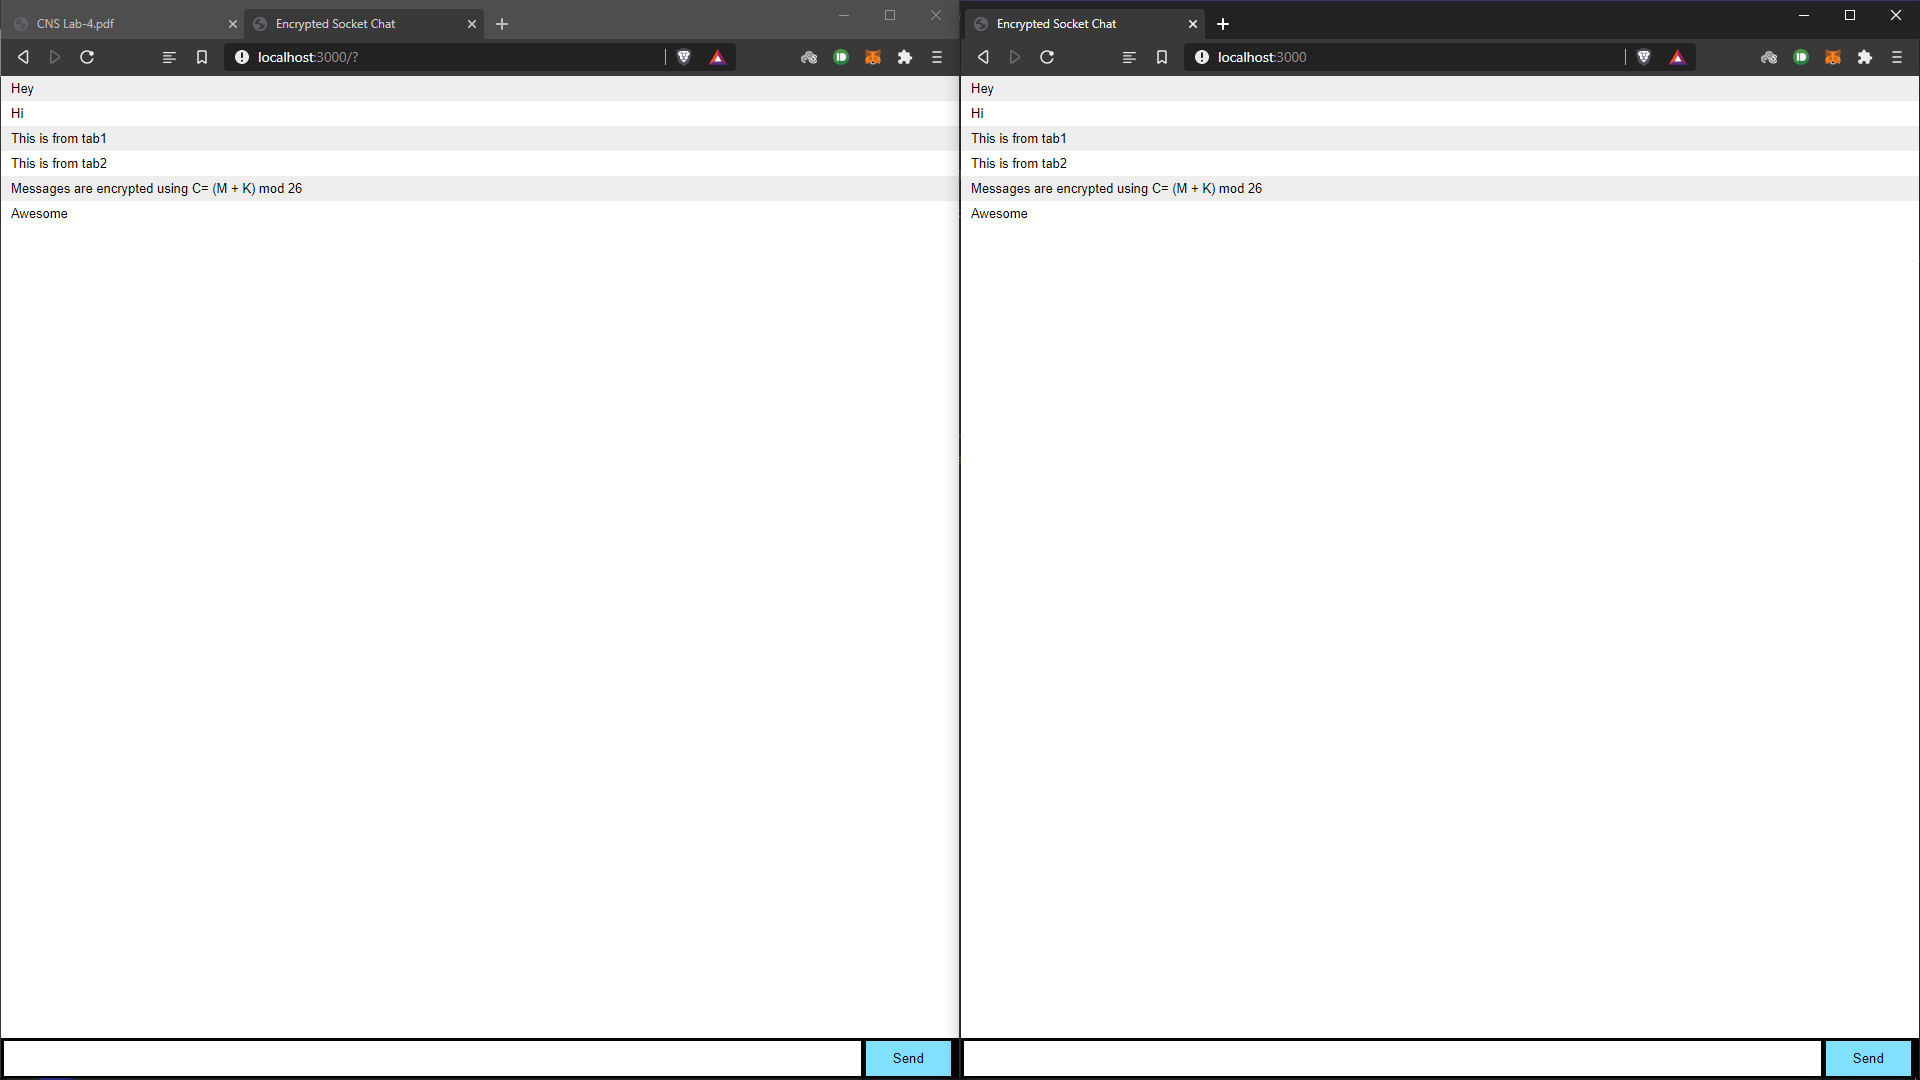 CNS Lab-4.pdf
Encrypted Socket Chat
localhost:3000/?
Hey
Hi
This is from tab1
This is from tab2
Messages are encrypted using C= (M + K) mod 26
Awesome
Send
Encrypted Socket Chat
localhost:3000
Hey
Hi
This is from tab1
This is from tab2
Messages are encrypted using C= (M + K) mod 26
Awesome
Send